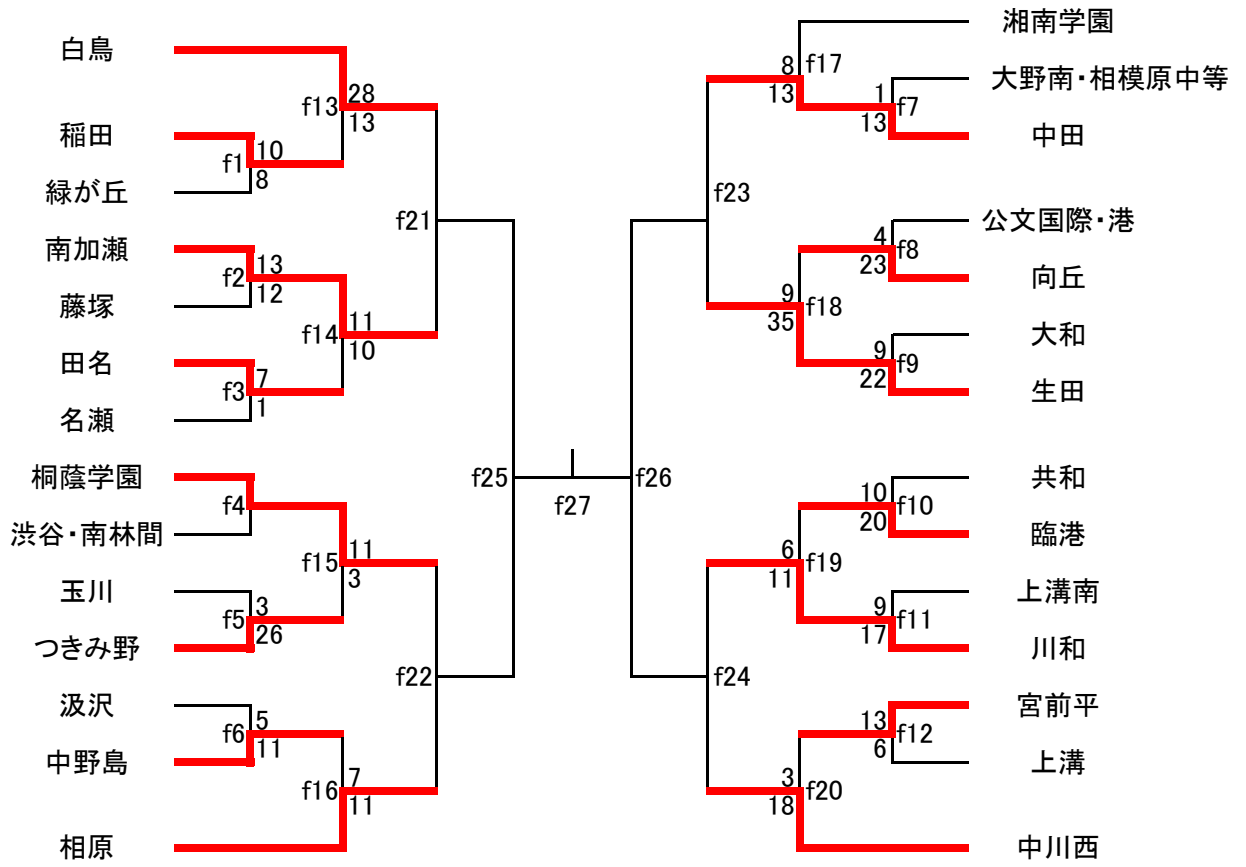 白鳥
稲田
緑が丘
南加瀬
藤塚
田名
名瀬
桐蔭学園
渋谷・南林間
玉川
つきみ野
汲沢
中野島
相原
f1
10
8
f2
13
12
f3
7
1
f4
f5
3
26
f6
5
11
f13
28
13
f14
11
10
f15
11
3
f16
7
11
f21
f22
f25
f27
f26
f23
f24
8
f17
13
9
f18
35
6
f19
11
3
f20
18
1
f7
13
4
f8
23
9
f9
22
10
f10
20
9
f11
17
13
f12
6
湘南学園
大野南・相模原中等
中田
公文国際・港
向丘
大和
生田
共和
臨港
上溝南
川和
宮前平
上溝
中川西